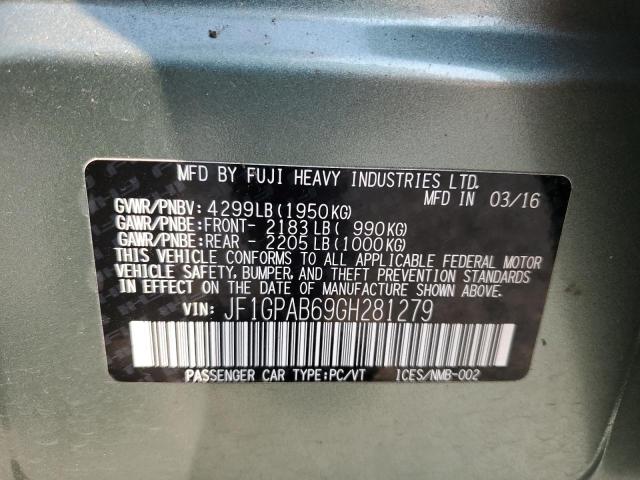 MFD BY FUJI HEAVY INDUSTRIES LTD.
MFD IN 03/16
GVWR/PNBV: 4299LB(1950KG)
GAWR/PNBE:FRONT- 2183LB( 990KG)
GAWR/PNBE:REAR - 2205LB(1000KG)
THIS VEHICLE CONFORMS TO ALL APPLICABLE FEDERAL MOTOR
VEHICLE SAFETY, BUMPER, AND THEFT PREVENTION STANDARDS
IN EFFECT ON THE DATE OF MANUFACTURE SHOWN ABOVE.
VIN: JF1GPAB69GH281279
PASSENGER CAR TYPE:PC/VT ICES/NMB-002